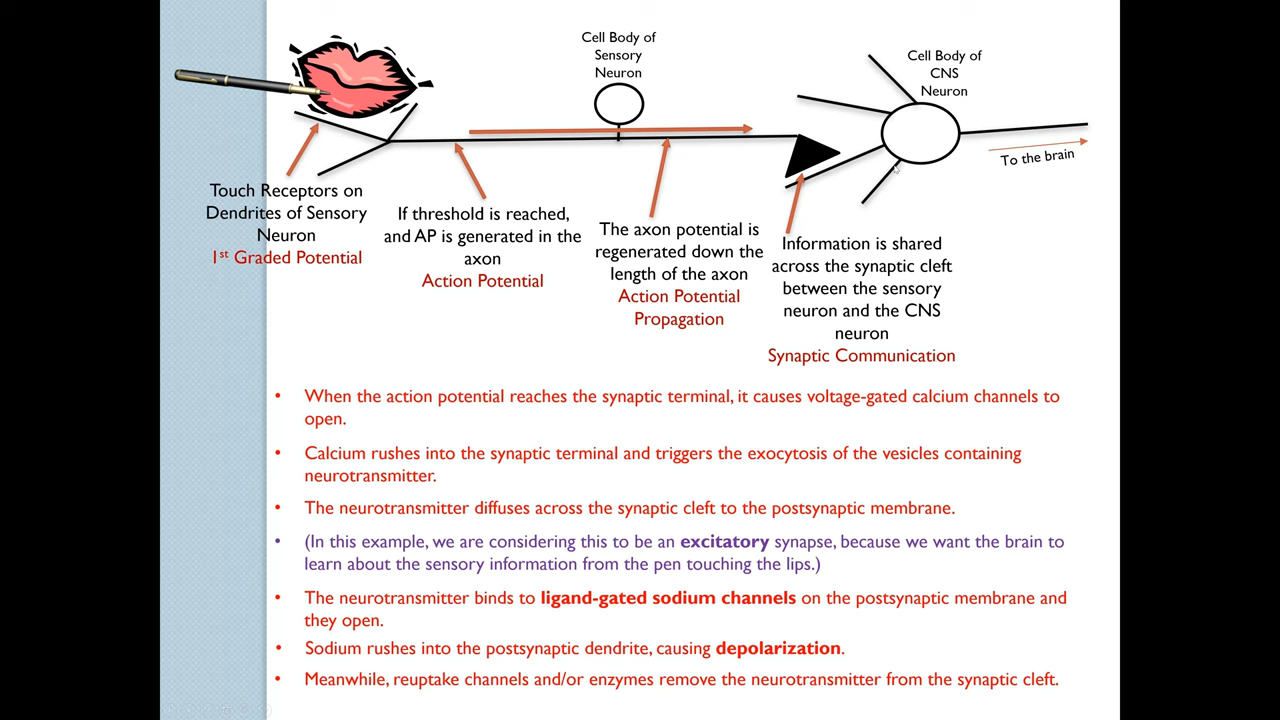 Cell Body of
Sensory
Neuron
Cell Body of
CNS
Neuron
To the brain
Touch Receptors on
Dendrites of Sensory
Neuron
1st Graded Potential
If threshold is reached,
and AP is generated in the
axon
Action Potential
The axon potential is
regenerated down the
length of the axon
Action Potential
Propagation
Information is shared
across the synaptic cleft
between the sensory
neuron and the CNS
neuron
Synaptic Communication
• When the action potential reaches the synaptic terminal, it causes voltage-gated calcium channels to
open.
• Calcium rushes into the synaptic terminal and triggers the exocytosis of the vesicles containing
neurotransmitter.
• The neurotransmitter diffuses across the synaptic cleft to the postsynaptic membrane.
• (In this example, we are considering this to be an excitatory synapse, because we want the brain to
learn about the sensory information from the pen touching the lips.)
• The neurotransmitter binds to ligand-gated sodium channels on the postsynaptic membrane and
they open.
• Sodium rushes into the postsynaptic dendrite, causing depolarization.
• Meanwhile, reuptake channels and/or enzymes remove the neurotransmitter from the synaptic cleft.